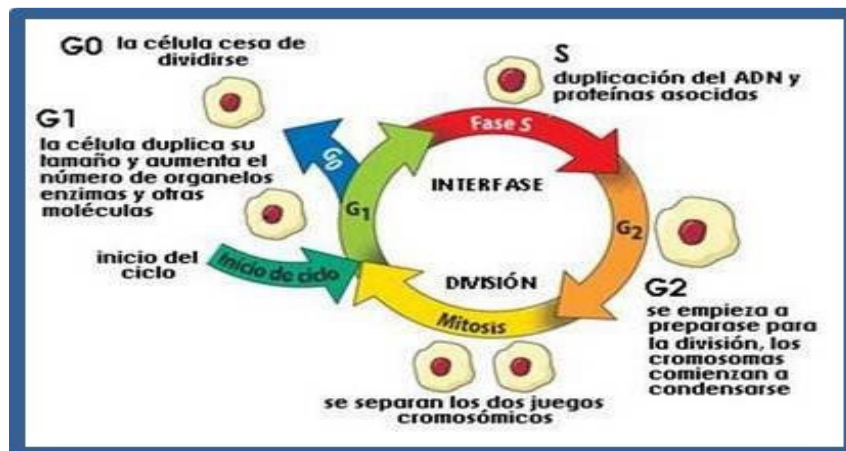 G0 la célula cesa de
dividirse
S
duplicación del ADN y
proteínas asocidas
G1
la célula duplica su
tamaño y aumenta el
número de organelos
enzimas y otras
moléculas
Fase S
G0
INTERFASE
G1
G2
inicio del
ciclo
Inicio de ciclo
DIVISIÓN
Mitosis
G2
se empieza a
preparase para
la división, los
cromosomas
comienzan a
condensarse
se separan los dos juegos
cromosómicos